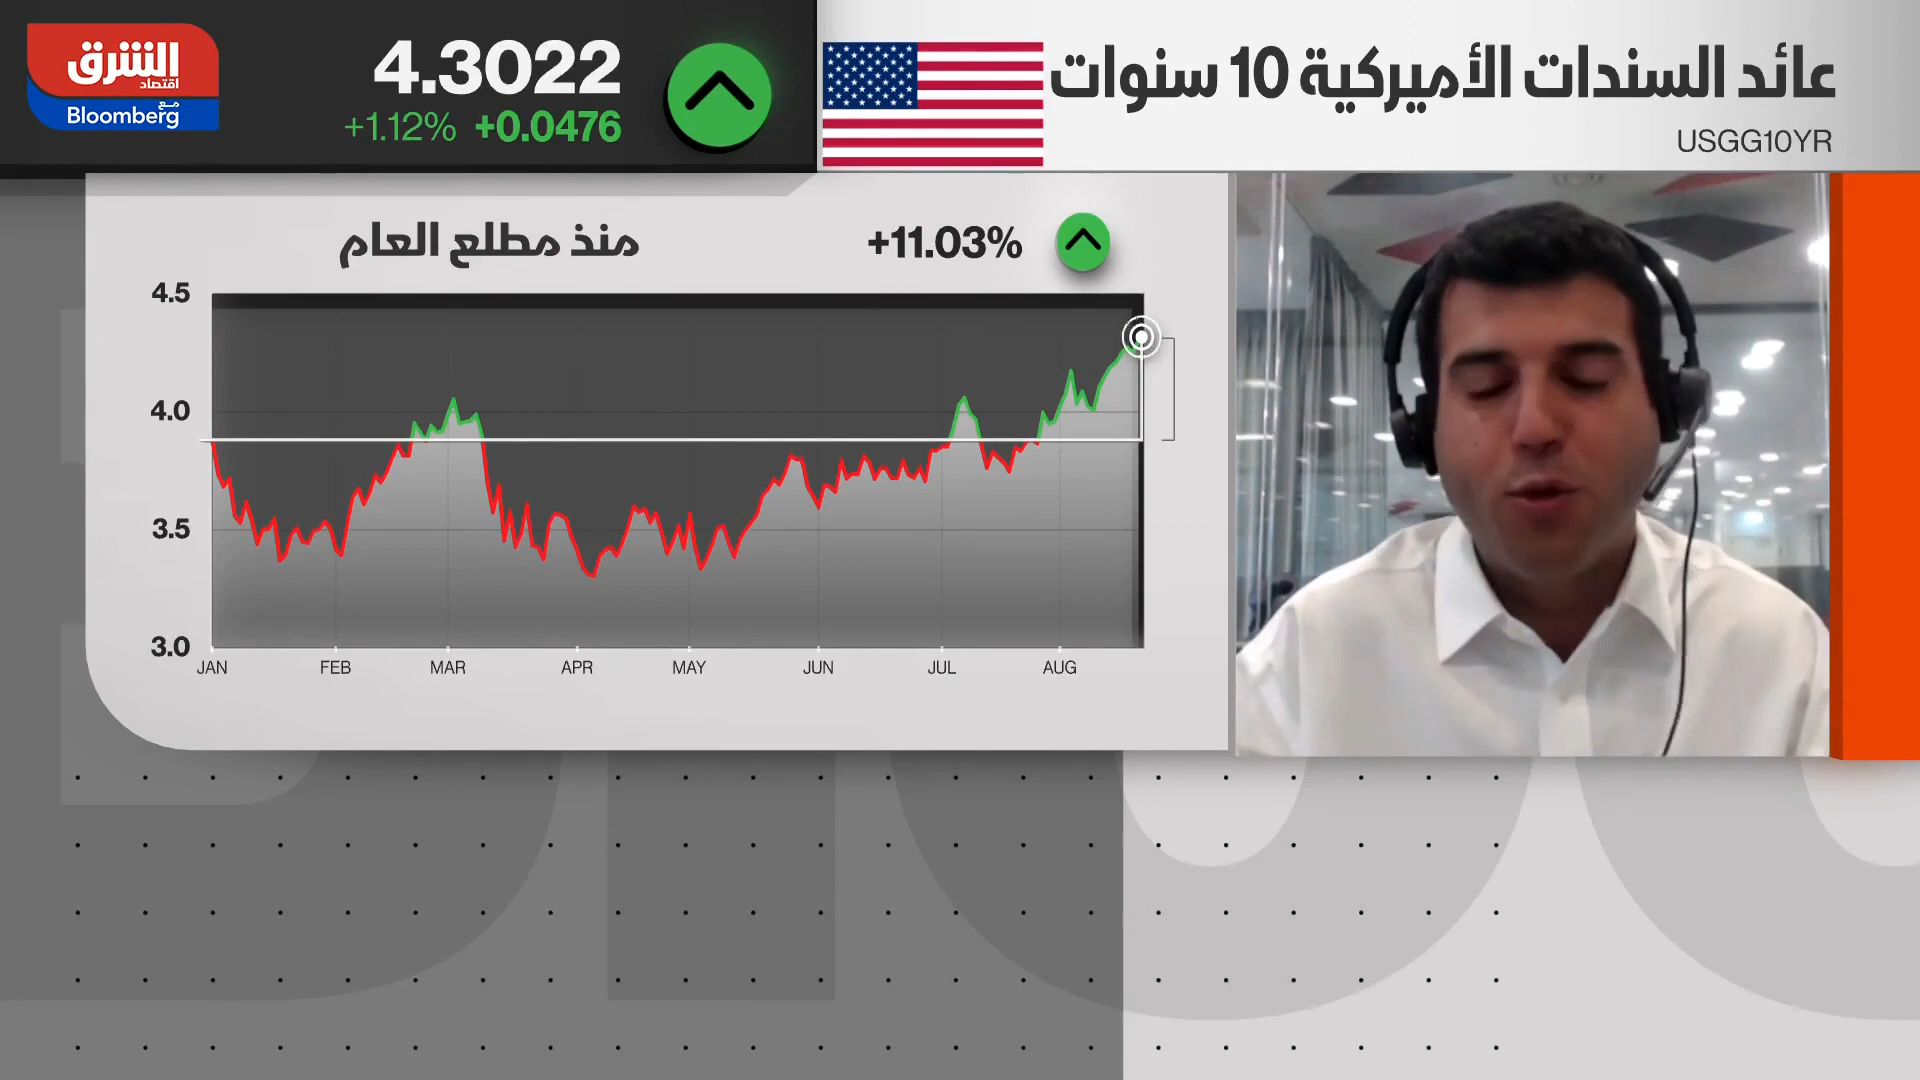 الشرق
اقتصاد
مع
Bloomberg
4.3022
+1.12% +0.0476
عائد السندات الأميركية 10 سنوات
USGG10YR
منذ مطلع العام
+11.03%
4.5
4.0
3.5
3.0
JAN FEB MAR APR MAY JUN JUL AUG